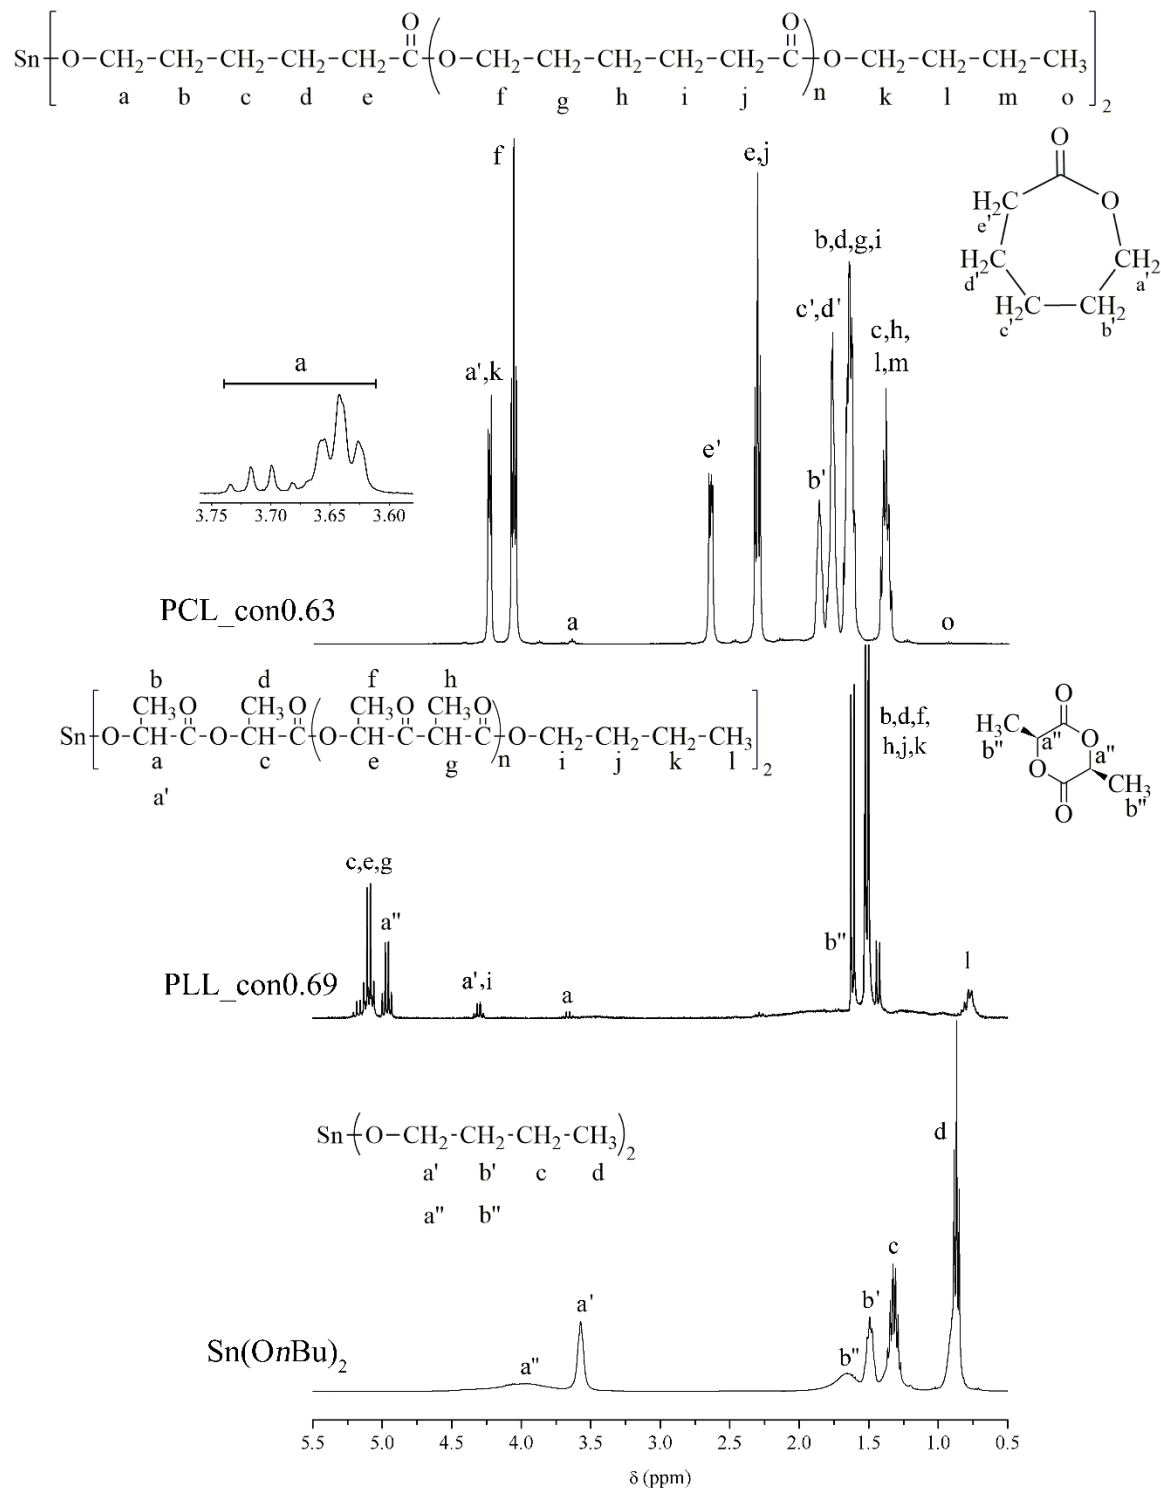 O O
Sn O–CH2–CH2–CH2–CH2–CH2–C (O–CH2–CH2–CH2–CH2–CH2–C)n O–CH2–CH2–CH2–CH3 2
a b c d e f g h i j k l m o
f
e,j
b,d,g,i
c',d'
c,h,
l,m
a',k
e'
b'
a
3.75 3.70 3.65 3.60
a
o
PCL_con0.63
O
H2C O
e'
H2C CH2
d' a'
H2C CH2
c' b'
b d f h
CH3O CH3O CH3O CH3O
Sn O–CH–C–O–CH–C (O–CH–C–CH–C)n O–CH2–CH2–CH2–CH3 2
a c e g i j k l
a'
b,d,f,
h,j,k
O
H3C a'' O
b'' O a''
CH3
b''
O
c,e,g
a''
a',i
a
b''
l
PLL_con0.69
Sn (O–CH2-CH2-CH2-CH3)2
a' b' c d
a'' b''
d
c
b'
b''
a'
a''
Sn(OnBu)2
5.5 5.0 4.5 4.0 3.5 3.0 2.5 2.0 1.5 1.0 0.5
δ (ppm)